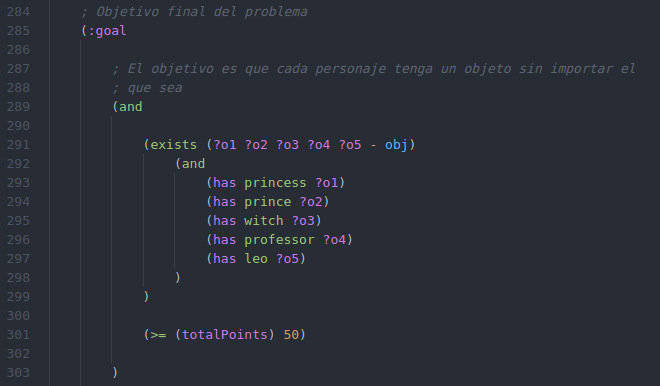 284 ; Objetivo final del problema
285 (:goal
286
287 ; El objetivo es que cada personaje tenga un objeto sin importar el
288 ; que sea
289 (and
290
291 (exists (?o1 ?o2 ?o3 ?o4 ?o5 - obj)
292 (and
293 (has princess ?o1)
294 (has prince ?o2)
295 (has witch ?o3)
296 (has professor ?o4)
297 (has leo ?o5)
298 )
299 )
300
301 (>= (totalPoints) 50)
302
303 )